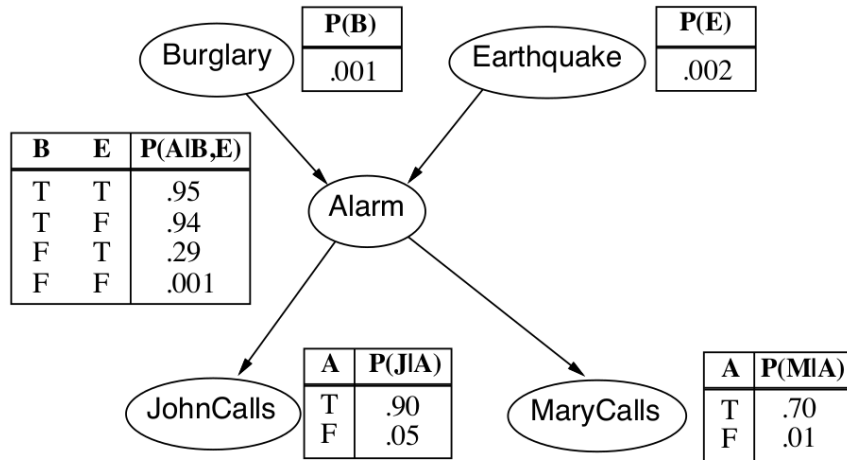 Burglary
P(B)
.001
Earthquake
P(E)
.002
B E P(A|B,E)
T T .95
T F .94
F T .29
F F .001
Alarm
JohnCalls
A P(J|A)
T .90
F .05
MaryCalls
A P(M|A)
T .70
F .01